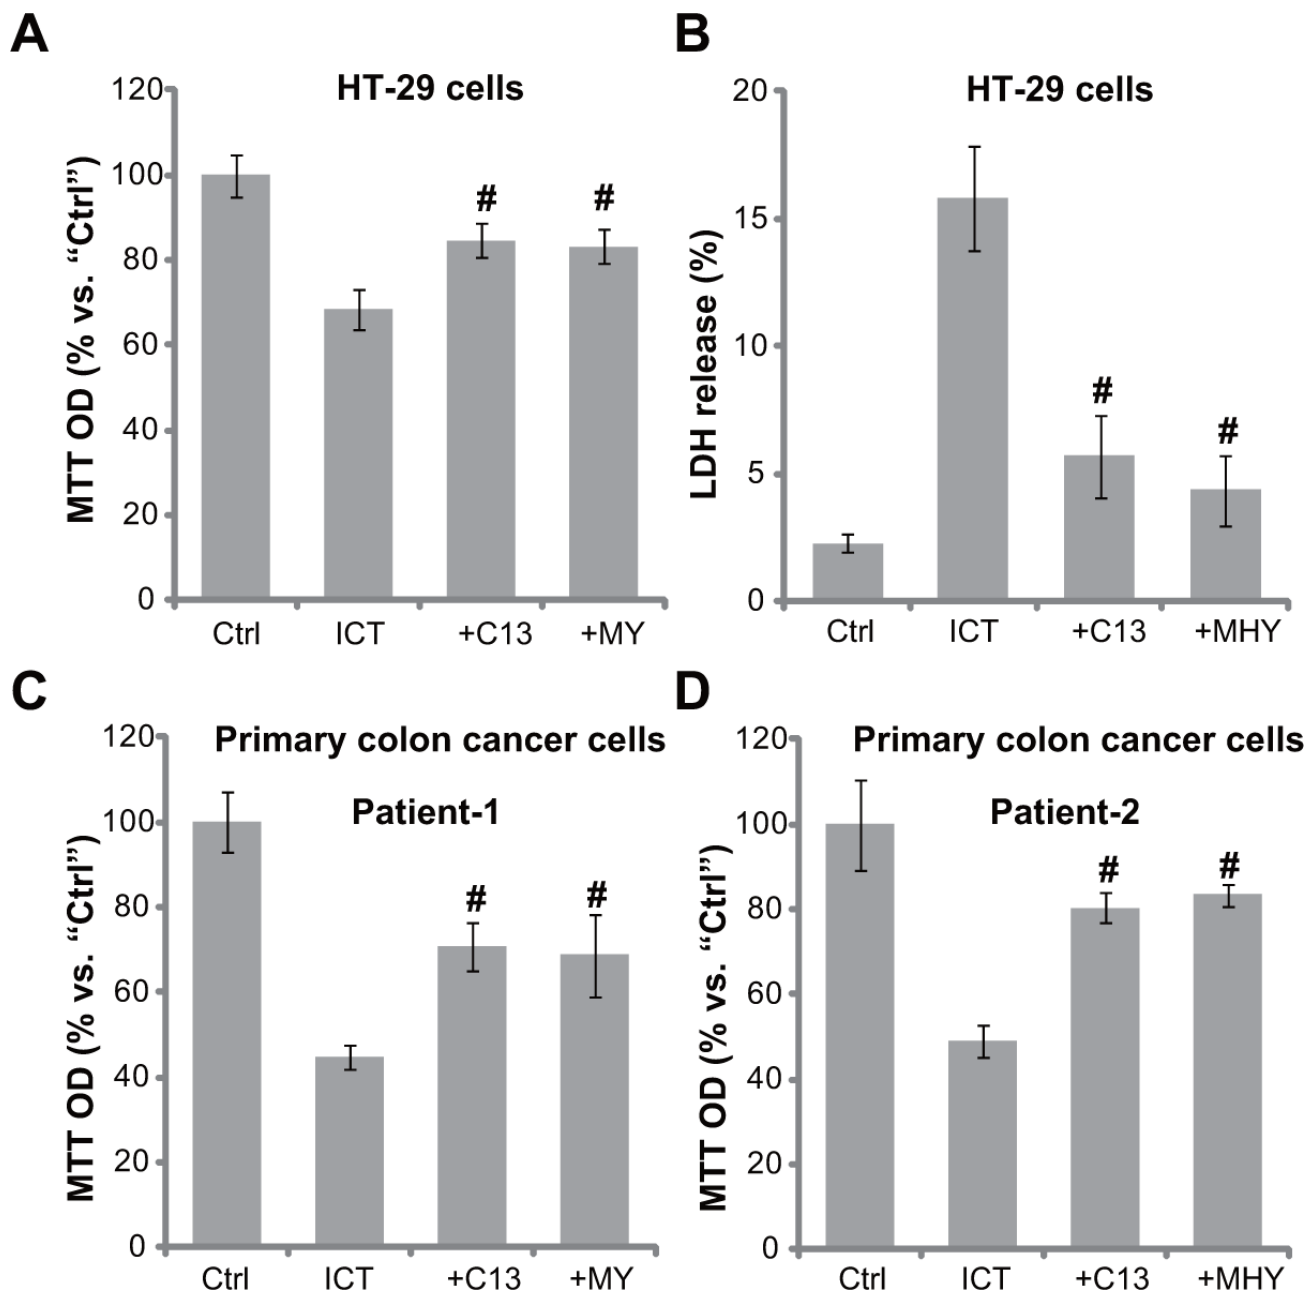 A
HT-29 cells
MTT OD (% vs. “Ctrl”)
120
100
80
60
40
20
0
#
#
Ctrl
ICT
+C13
+MY
B
HT-29 cells
LDH release (%)
20
15
10
5
0
#
#
Ctrl
ICT
+C13
+MHY
C
Primary colon cancer cells
Patient-1
MTT OD (% vs. “Ctrl”)
120
100
80
60
40
20
0
#
#
Ctrl
ICT
+C13
+MY
D
Primary colon cancer cells
Patient-2
MTT OD (% vs. “Ctrl”)
120
100
80
60
40
20
0
#
#
Ctrl
ICT
+C13
+MHY